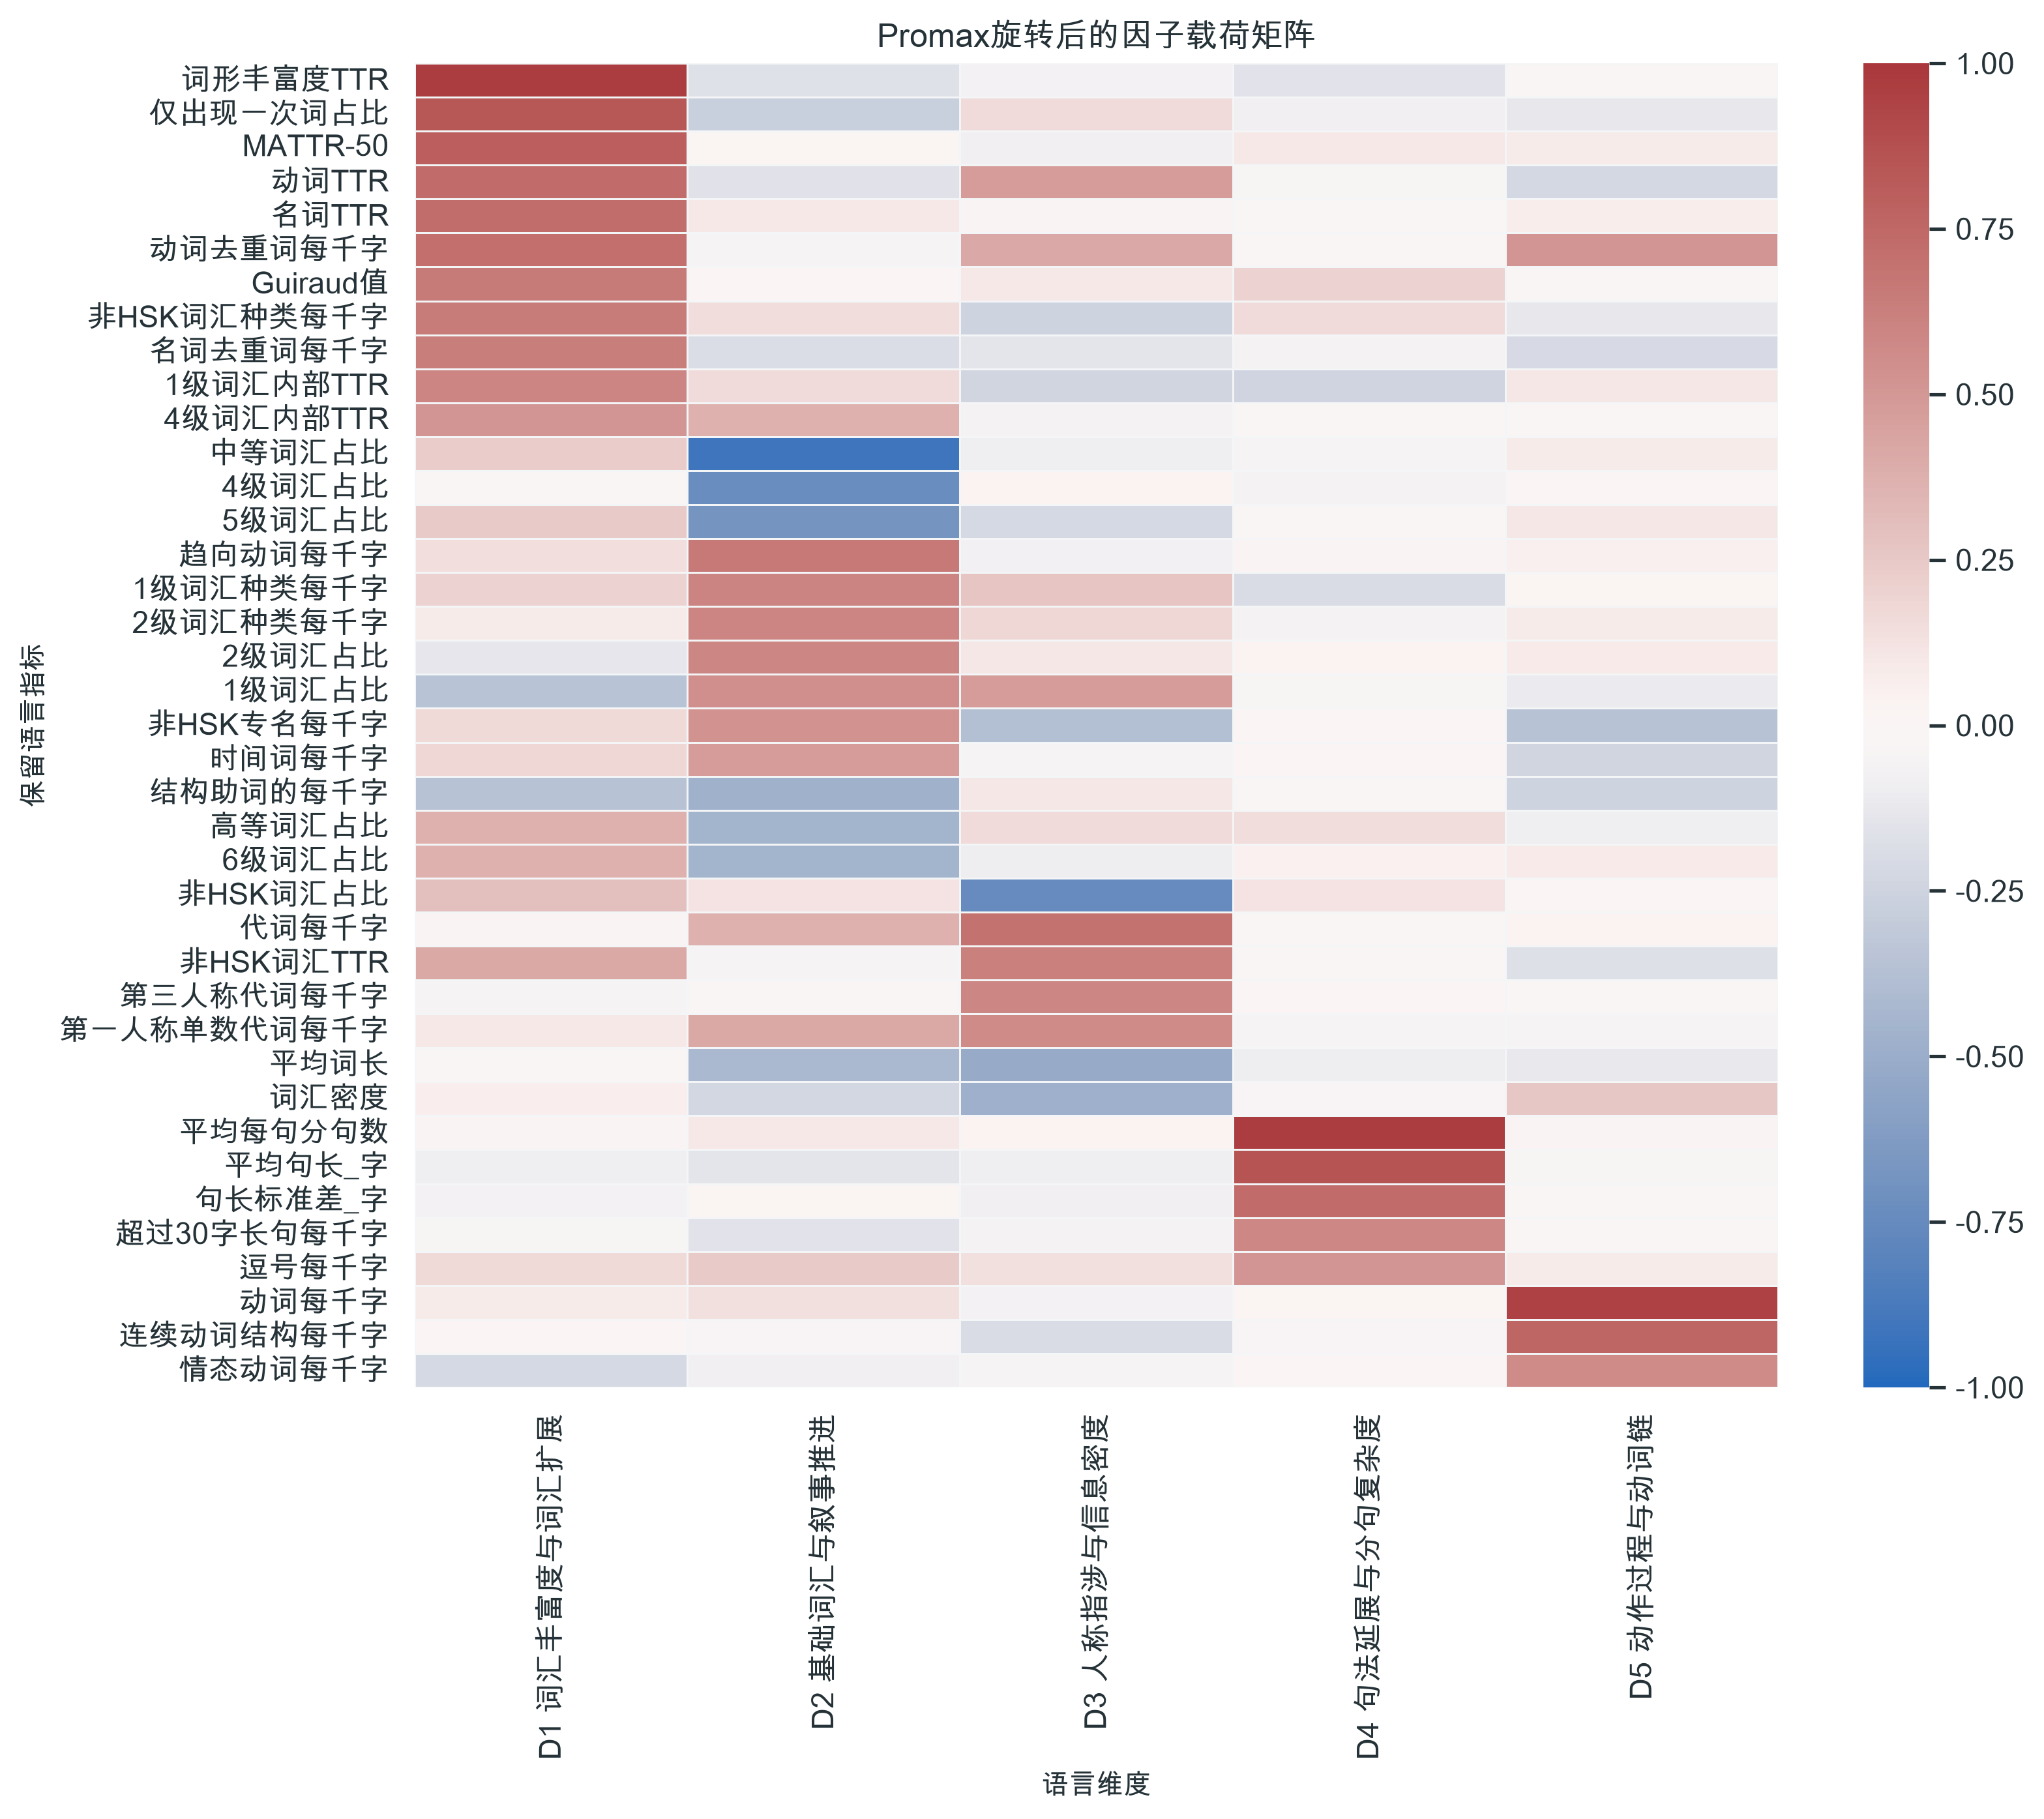 Promax旋转后的因子载荷矩阵
保留语言指标
词形丰富度TTR
仅出现一次词占比
MATTR-50
动词TTR
名词TTR
动词去重词每千字
Guiraud值
非HSK词汇种类每千字
名词去重词每千字
1级词汇内部TTR
4级词汇内部TTR
中等词汇占比
4级词汇占比
5级词汇占比
趋向动词每千字
1级词汇种类每千字
2级词汇种类每千字
2级词汇占比
1级词汇占比
非HSK专名每千字
时间词每千字
结构助词的每千字
高等词汇占比
6级词汇占比
非HSK词汇占比
代词每千字
非HSK词汇TTR
第三人称代词每千字
第一人称单数代词每千字
平均词长
词汇密度
平均每句分句数
平均句长_字
句长标准差_字
超过30字长句每千字
逗号每千字
动词每千字
连续动词结构每千字
情态动词每千字
1.00
0.75
0.50
0.25
0.00
-0.25
-0.50
-0.75
-1.00
D1 词汇丰富度与词汇扩展
D2 基础词汇与叙事推进
D3 人称指涉与信息密度
D4 句法延展与分句复杂度
D5 动作过程与动词链
语言维度